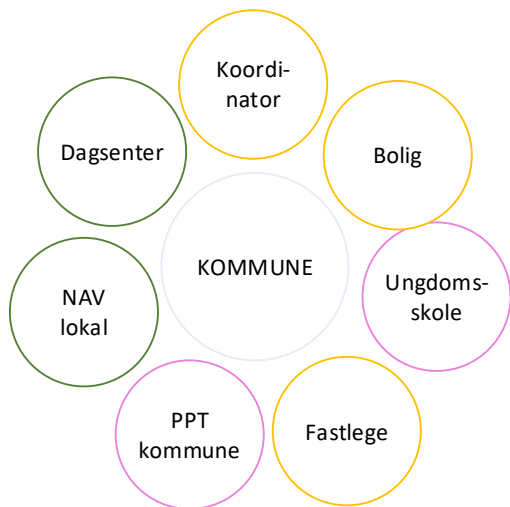 Koordi-
nator
Dagsenter
Bolig
KOMMUNE
Ungdoms-
skole
NAV
lokal
PPT
kommune
Fastlege